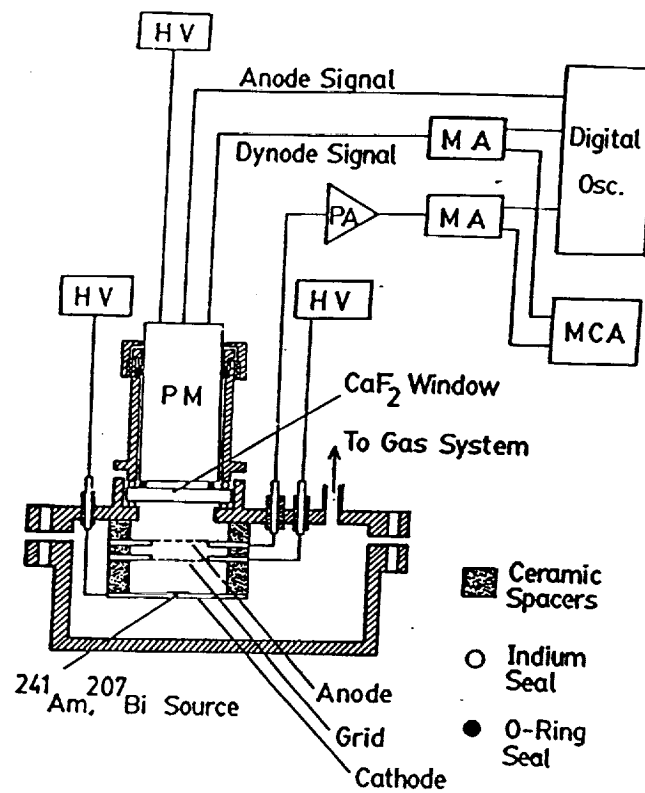 HV
Anode Signal
Dynode Signal
MA
Digital
Osc.
PA
MA
HV
HV
MCA
PM
CaF2 Window
To Gas System
Ceramic
Spacers
Indium
Seal
O-Ring
Seal
241Am, 207Bi Source
Anode
Grid
Cathode